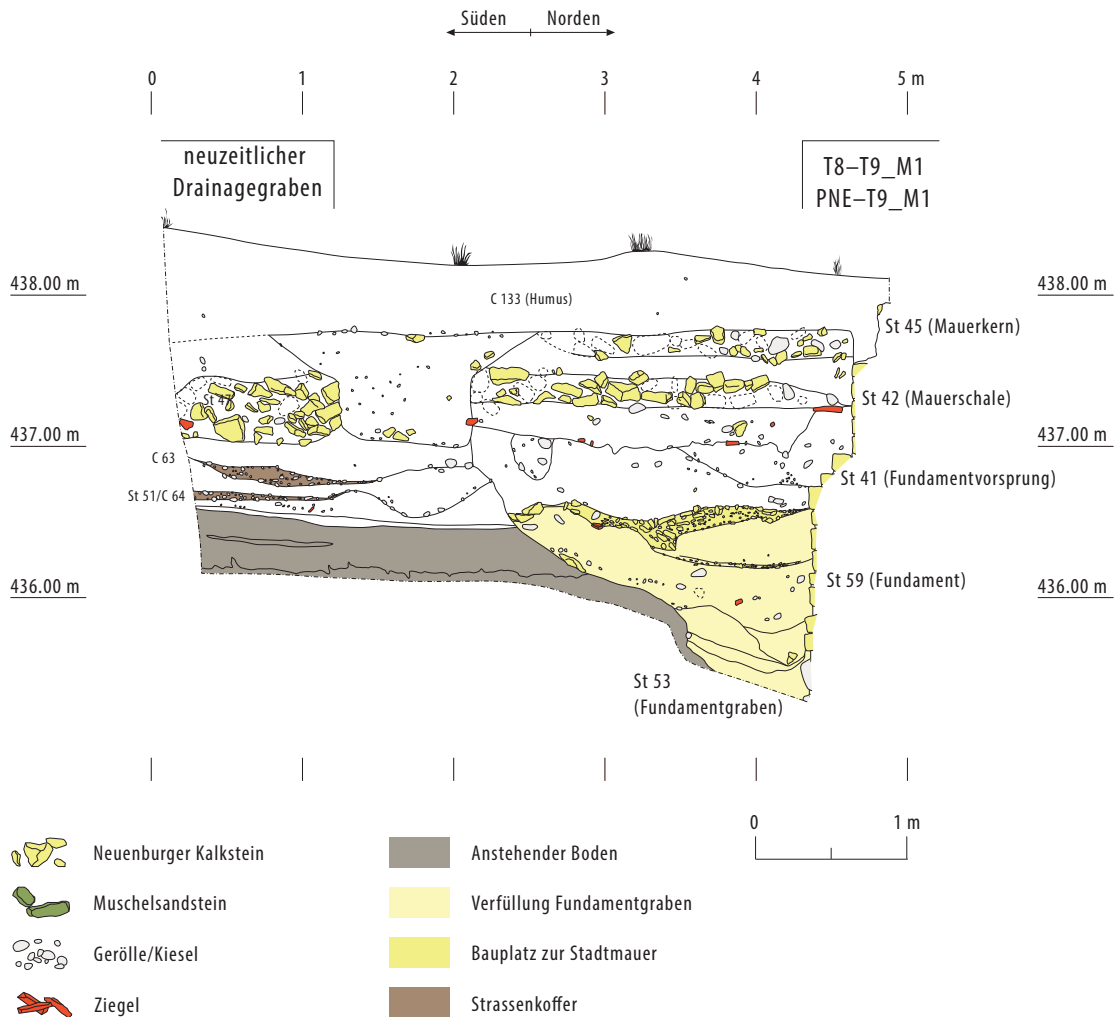 Süden Norden
0 1 2 3 4 5 m
neuzeitlicher
Drainagegraben
T8–T9_M1
PNE–T9_M1
438.00 m
438.00 m
C 133 (Humus)
St 45 (Mauerkern)
St 42 (Mauerschale)
437.00 m
437.00 m
C 63
St 41 (Fundamentvorsprung)
St 51/C 64
St 59 (Fundament)
436.00 m
436.00 m
St 53
(Fundamentgraben)
0 1 m
Neuenburger Kalkstein
Muschelsandstein
Gerölle/Kiesel
Ziegel
Anstehender Boden
Verfüllung Fundamentgraben
Bauplatz zur Stadtmauer
Strassenkoffer